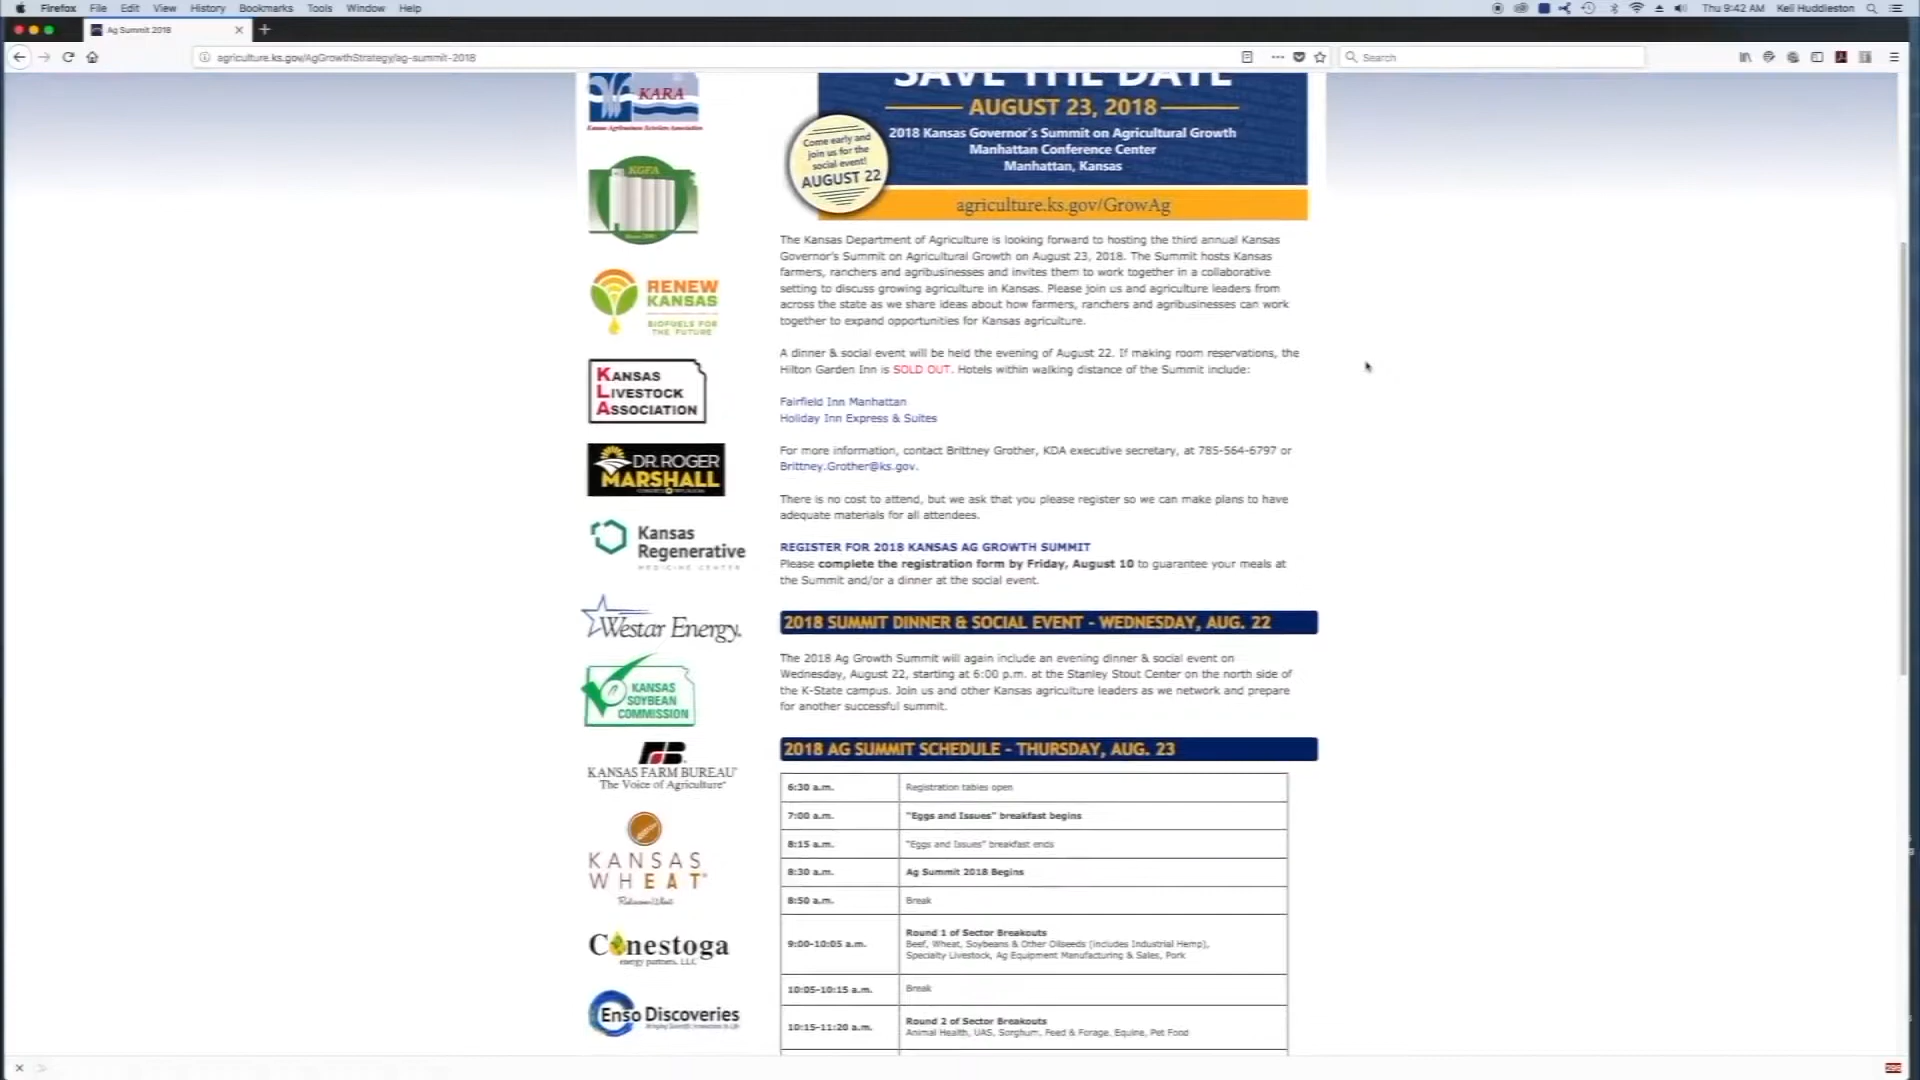 Firefox File Edit View History Bookmarks Tools Window Help Thu 9:42 AM Keli Huddleston
Ag Summit 2018
agriculture.ks.gov/AgGrowthStrategy/ag-summit-2018
Search
KARA
KGFA
RENEW
KANSAS
BIOFUELS FOR
THE FUTURE
KANSAS
LIVESTOCK
ASSOCIATION
DR. ROGER
MARSHALL
Kansas
Regenerative
MEDICINE CENTER
Westar Energy.
KANSAS
SOYBEAN
COMMISSION
KANSAS FARM BUREAU
The Voice of Agriculture
KANSAS
WHEAT
Conestoga
energy partners, LLC
Enso Discoveries
SAVE THE DATE
AUGUST 23, 2018
2018 Kansas Governor's Summit on Agricultural Growth
Manhattan Conference Center
Manhattan, Kansas
Come early and
join us for the
social event!
AUGUST 22
agriculture.ks.gov/GrowAg
The Kansas Department of Agriculture is looking forward to hosting the third annual Kansas
Governor's Summit on Agricultural Growth on August 23, 2018. The Summit hosts Kansas
farmers, ranchers and agribusinesses and invites them to work together in a collaborative
setting to discuss growing agriculture in Kansas. Please join us and agriculture leaders from
across the state as we share ideas about how farmers, ranchers and agribusinesses can work
together to expand opportunities for Kansas agriculture.
A dinner & social event will be held the evening of August 22. If making room reservations, the
Hilton Garden Inn is SOLD OUT. Hotels within walking distance of the Summit include:
Fairfield Inn Manhattan
Holiday Inn Express & Suites
For more information, contact Brittney Grother, KDA executive secretary, at 785-564-6797 or
Brittney.Grother@ks.gov.
There is no cost to attend, but we ask that you please register so we can make plans to have
adequate materials for all attendees.
REGISTER FOR 2018 KANSAS AG GROWTH SUMMIT
Please complete the registration form by Friday, August 10 to guarantee your meals at
the Summit and/or a dinner at the social event.
2018 SUMMIT DINNER & SOCIAL EVENT - WEDNESDAY, AUG. 22
The 2018 Ag Growth Summit will again include an evening dinner & social event on
Wednesday, August 22, starting at 6:00 p.m. at the Stanley Stout Center on the north side of
the K-State campus. Join us and other Kansas agriculture leaders as we network and prepare
for another successful summit.
2018 AG SUMMIT SCHEDULE - THURSDAY, AUG. 23
6:30 a.m. Registration tables open
7:00 a.m. "Eggs and Issues" breakfast begins
8:15 a.m. "Eggs and Issues" breakfast ends
8:30 a.m. Ag Summit 2018 Begins
8:50 a.m. Break
9:00-10:05 a.m. Round 1 of Sector Breakouts
Beef, Wheat, Soybeans & Other Oilseeds (includes Industrial Hemp),
Specialty Livestock, Ag Equipment Manufacturing & Sales, Pork
10:05-10:15 a.m. Break
10:15-11:20 a.m. Round 2 of Sector Breakouts
Animal Health, UAS, Sorghum, Feed & Forage, Equine, Pet Food